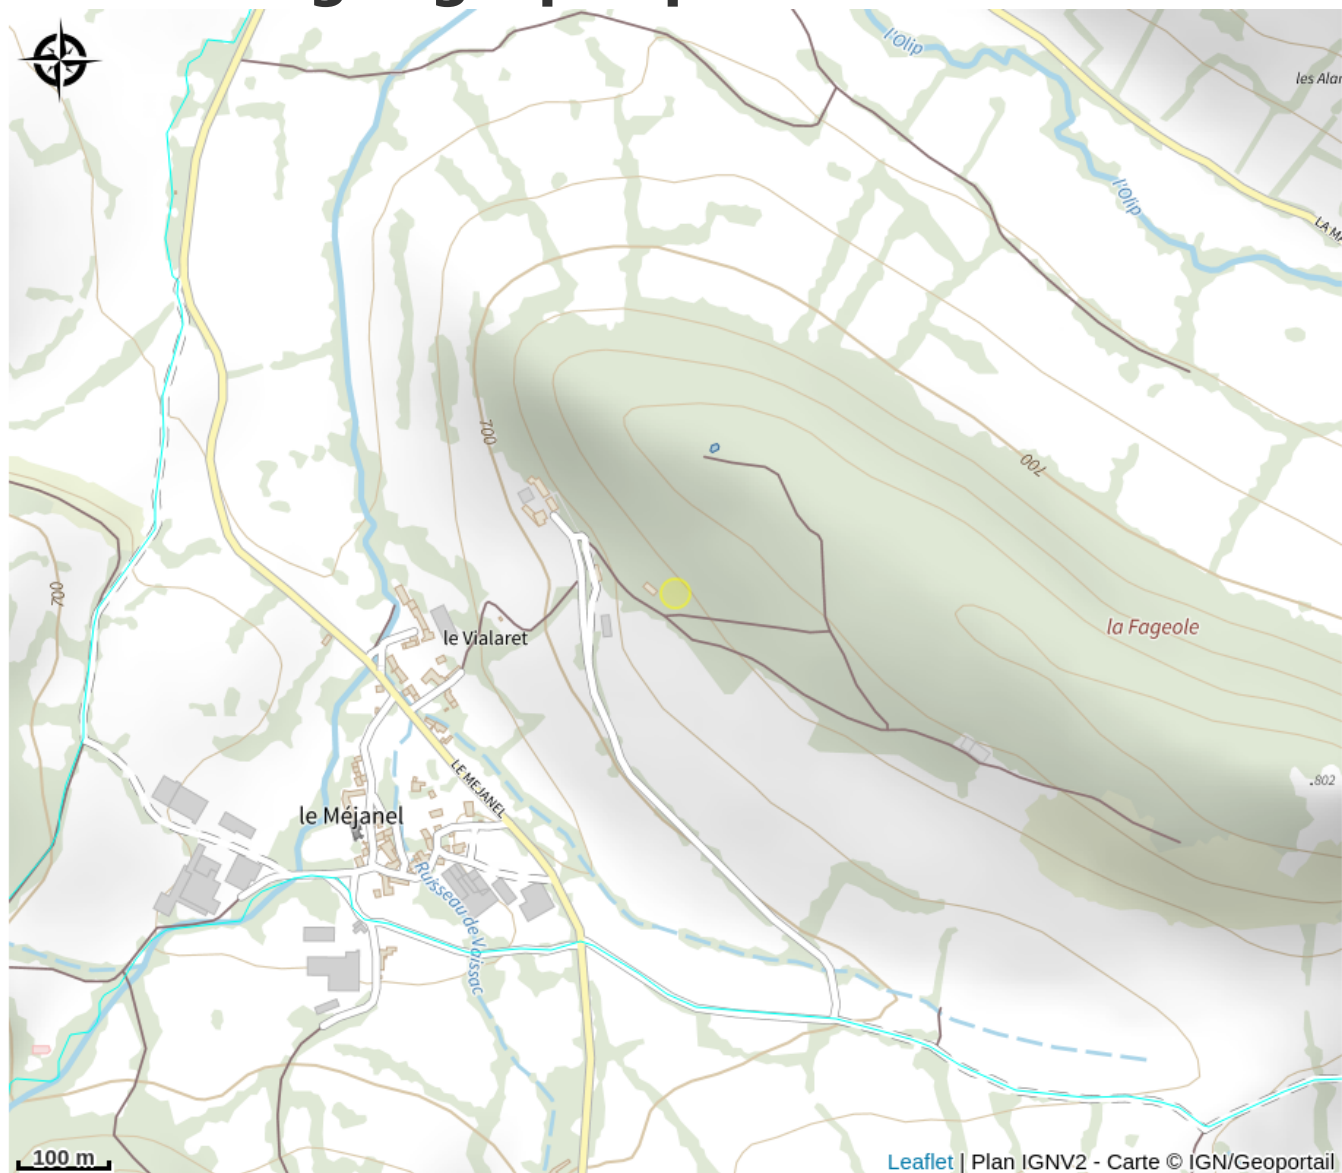 l'Olip
les Alar
l'Olip
LA MA
700
700
700
le Vialaret
la Fageole
LE MEJANEL
.802
le Méjanel
Ruisseau de Vaissac
100 m
Leaflet | Plan IGNV2 - Carte © IGN/Geoportail